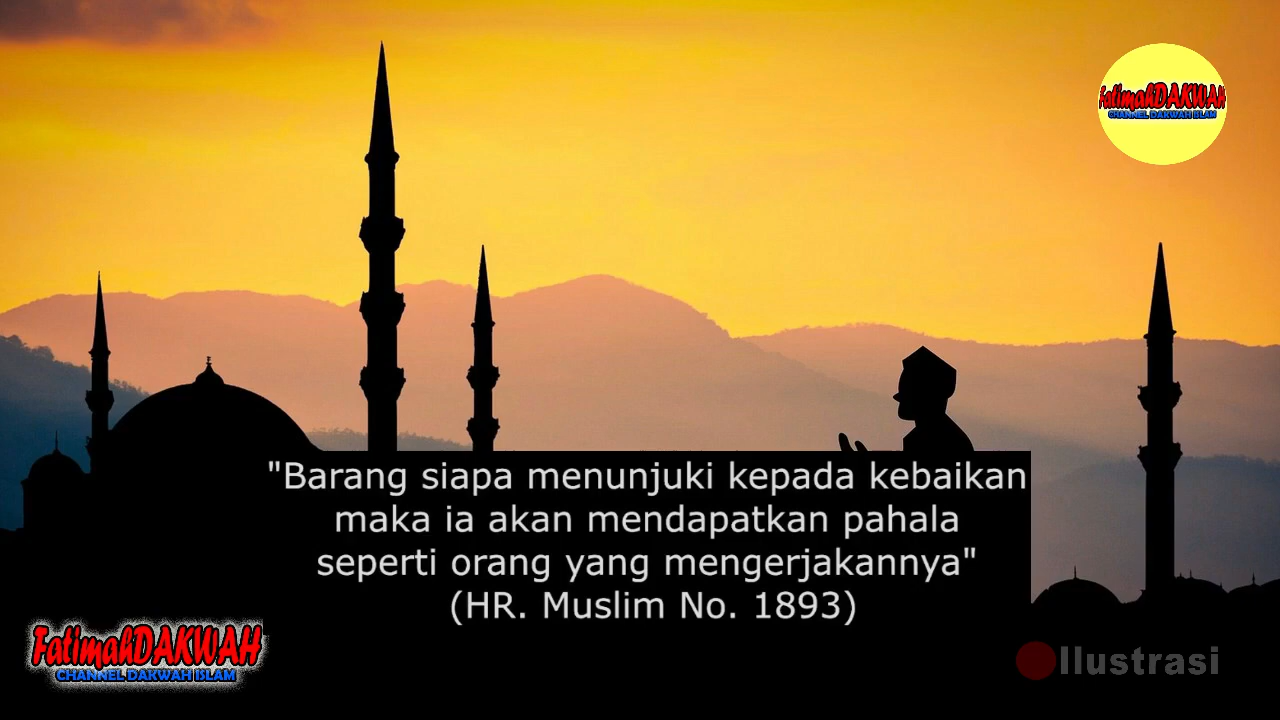 FatimahDAKWAH
CHANNEL DAKWAH ISLAM
"Barang siapa menunjuki kepada kebaikan
maka ia akan mendapatkan pahala
seperti orang yang mengerjakannya"
(HR. Muslim No. 1893)
FatimahDAKWAH
CHANNEL DAKWAH ISLAM
Ilustrasi